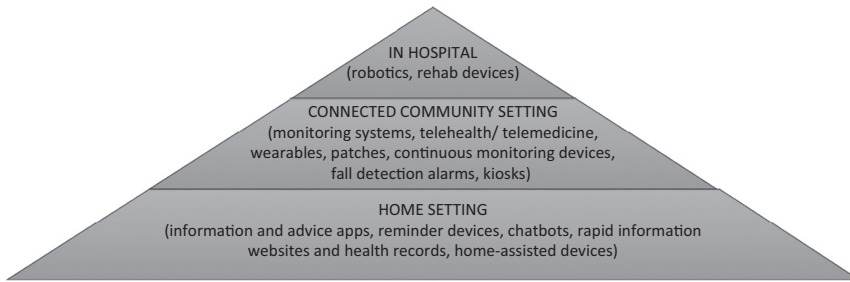 IN HOSPITAL
(robotics, rehab devices)
CONNECTED COMMUNITY SETTING
(monitoring systems, telehealth/ telemedicine,
wearables, patches, continuous monitoring devices,
fall detection alarms, kiosks)
HOME SETTING
(information and advice apps, reminder devices, chatbots, rapid information
websites and health records, home-assisted devices)